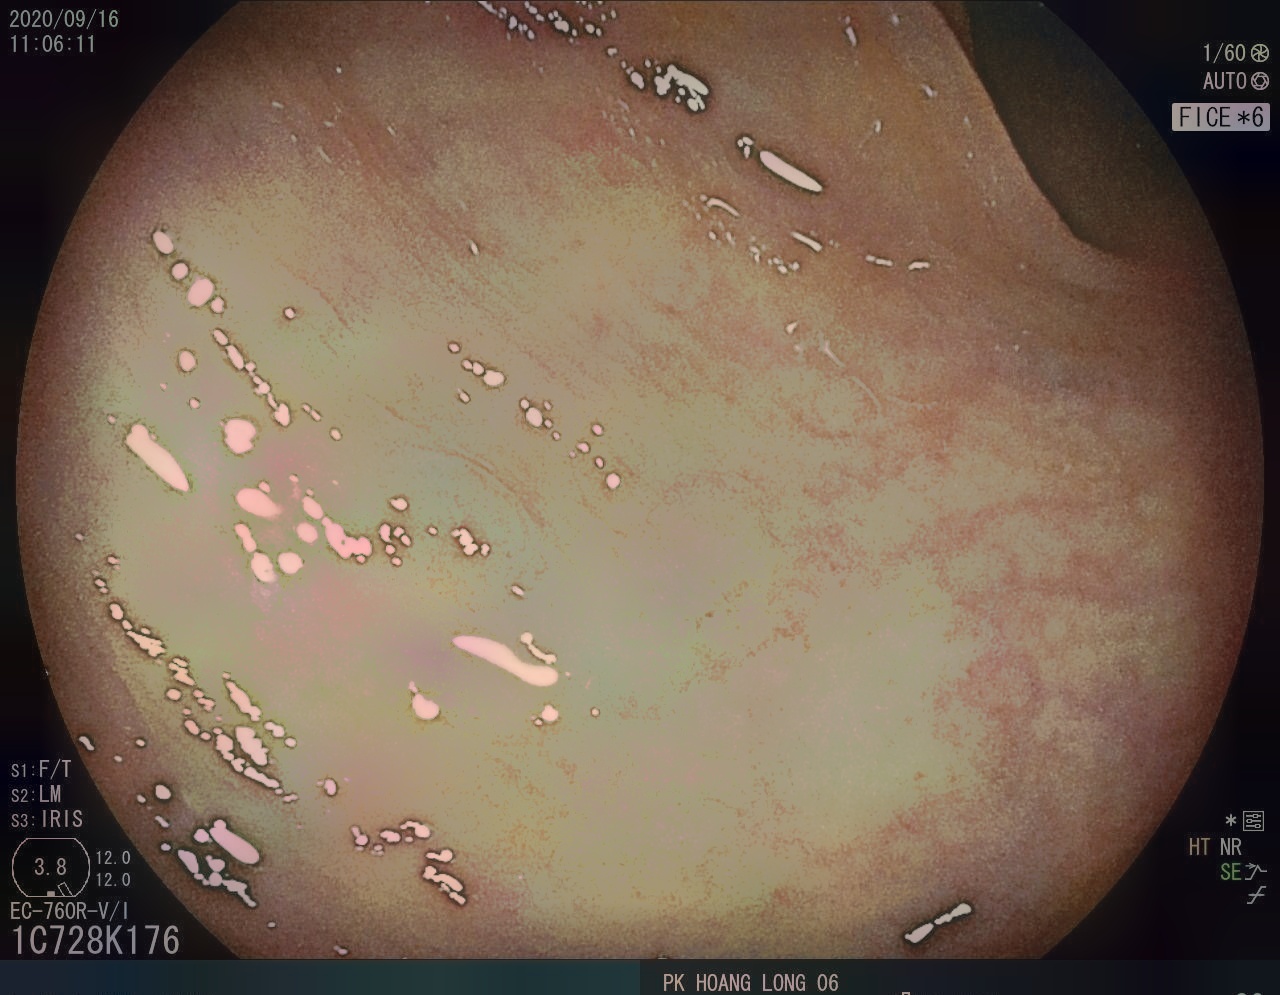 2020/09/16
11:06:11
1/60
AUTO
FICE *6
S1:F/T
S2:LM
S3:IRIS
3.8
12.0
12.0
HT NR
SE
EC-760R-V/I
1C728K176
PK HOANG LONG 06